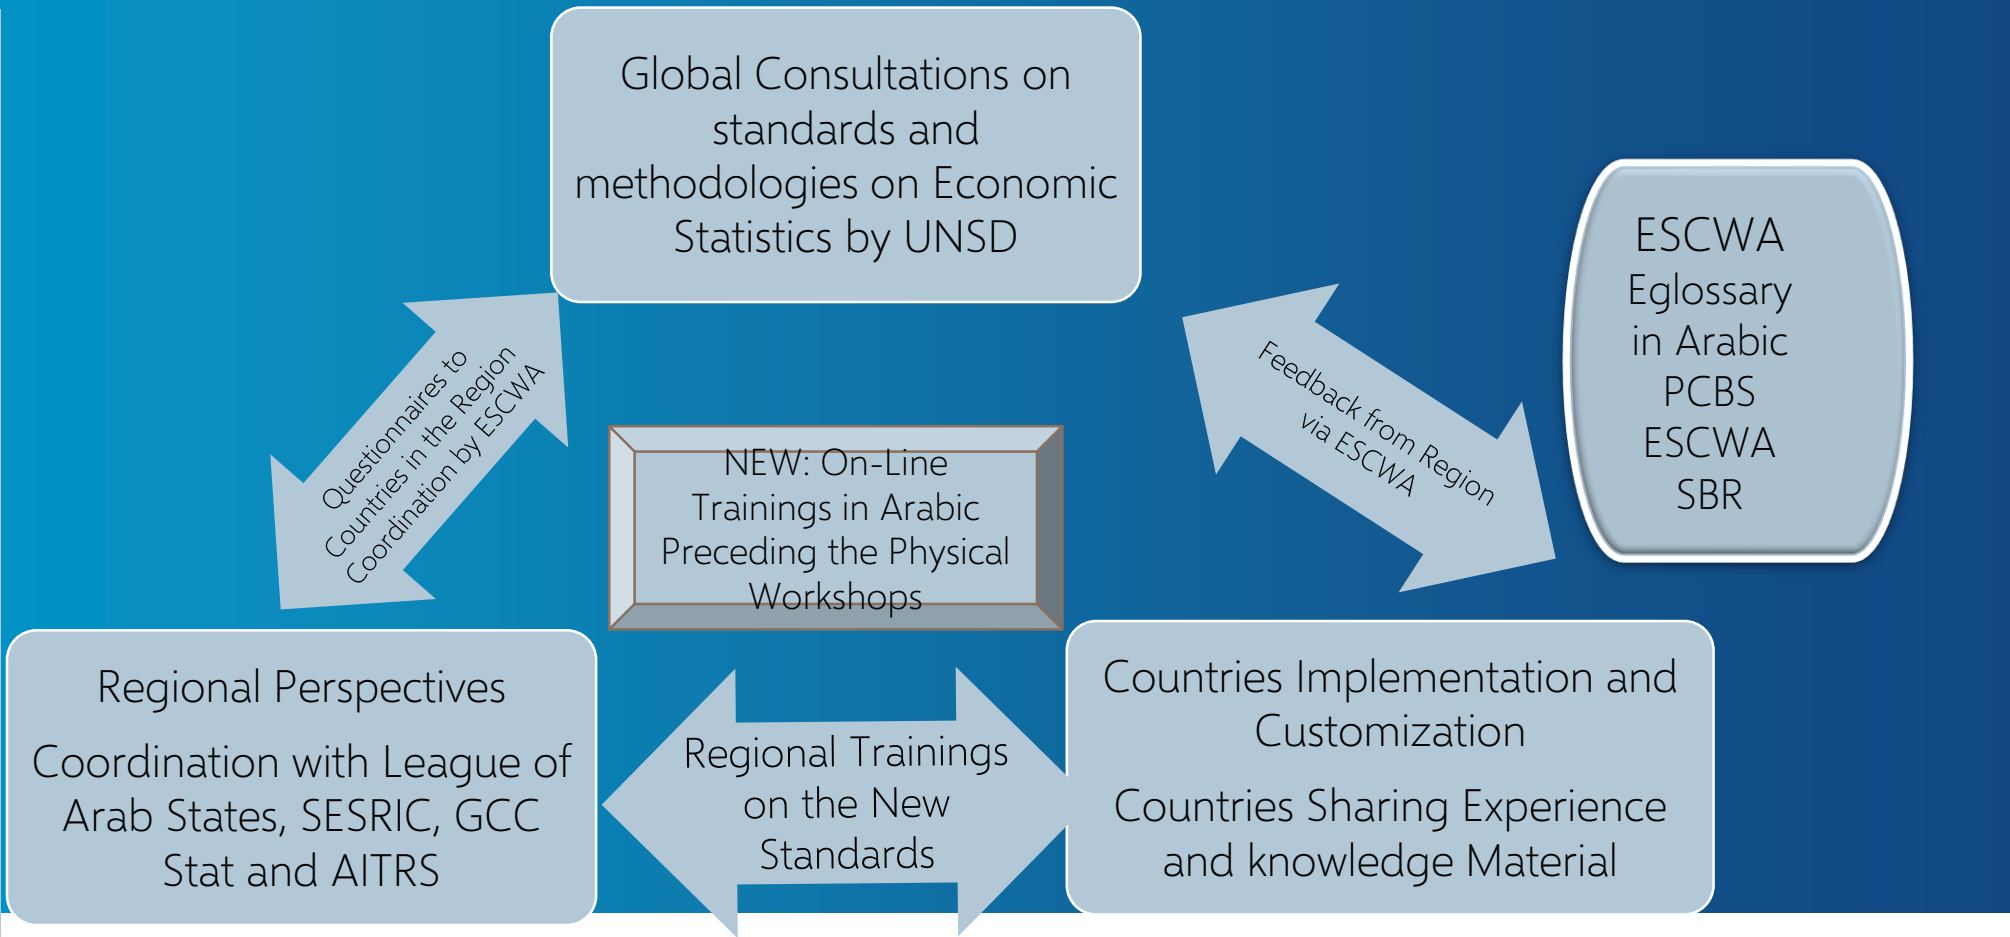 Global Consultations on
standards and
methodologies on Economic
Statistics by UNSD
ESCWA
Eglossary
in Arabic
PCBS
ESCWA
SBR
Questionnaires to
Countries in the Region
Coordination by ESCWA
Feedback from Region
via ESCWA
NEW: On-Line
Trainings in Arabic
Preceding the Physical
Workshops
Regional Perspectives
Coordination with League of
Arab States, SESRIC, GCC
Stat and AITRS
Regional Trainings
on the New
Standards
Countries Implementation and
Customization
Countries Sharing Experience
and knowledge Material